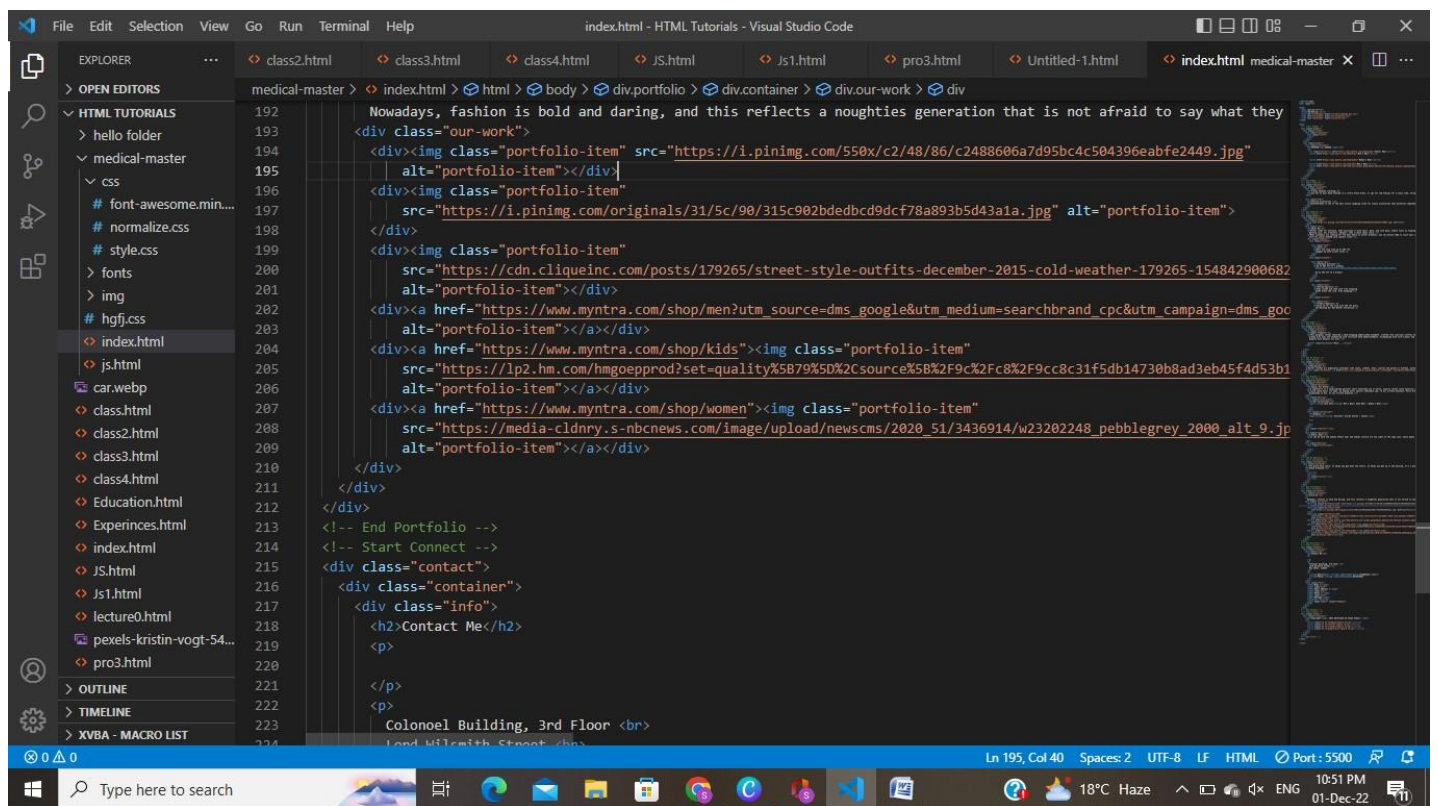 File Edit Selection View Go Run Terminal Help index.html - HTML Tutorials - Visual Studio Code
EXPLORER ...
class2.html class3.html class4.html JS.html Js1.html pro3.html Untitled-1.html index.html medical-master
OPEN EDITORS
HTML TUTORIALS
hello folder
medical-master
css
# font-awesome.min....
# normalize.css
# style.css
fonts
img
# hgfj.css
index.html
js.html
car.webp
class.html
class2.html
class3.html
class4.html
Education.html
Experinces.html
index.html
JS.html
Js1.html
lecture0.html
pexels-kristin-vogt-54...
pro3.html
OUTLINE
TIMELINE
XVBA - MACRO LIST
medical-master > index.html > html > body > div.portfolio > div.container > div.our-work > div
192 Nowadays, fashion is bold and daring, and this reflects a noughties generation that is not afraid to say what they
193 <div class="our-work">
194 <div><img class="portfolio-item" src="https://i.pinimg.com/550x/c2/48/86/c2488606a7d95bc4c504396eabfe2449.jpg"
195 alt="portfolio-item"></div>
196 <div><img class="portfolio-item"
197 src="https://i.pinimg.com/originals/31/5c/90/315c902bdedbcd9dcf78a893b5d43a1a.jpg" alt="portfolio-item">
198 </div>
199 <div><img class="portfolio-item"
200 src="https://cdn.cliqueinc.com/posts/179265/street-style-outfits-december-2015-cold-weather-179265-154842900682
201 alt="portfolio-item"></div>
202 <div><a href="https://www.myntra.com/shop/men?utm_source=dms_google&utm_medium=searchbrand_cpc&utm_campaign=dms_goo
203 alt="portfolio-item"></a></div>
204 <div><a href="https://www.myntra.com/shop/kids"><img class="portfolio-item"
205 src="https://lp2.hm.com/hmgoepprod?set=quality%5B79%5D%2Csource%5B%2F9c%2Fc8%2F9cc8c31f5db14730b8ad3eb45f4d53b1
206 alt="portfolio-item"></a></div>
207 <div><a href="https://www.myntra.com/shop/women"><img class="portfolio-item"
208 src="https://media-cldnry.s-nbcnews.com/image/upload/newscms/2020_51/3436914/w23202248_pebblegrey_2000_alt_9.jp
209 alt="portfolio-item"></a></div>
210 </div>
211 </div>
212 </div>
213 <!-- End Portfolio -->
214 <!-- Start Connect -->
215 <div class="contact">
216 <div class="container">
217 <div class="info">
218 <h2>Contact Me</h2>
219 <p>
220
221 </p>
222 <p>
223 Colonoel Building, 3rd Floor <br>
224 Lond Wilsmith Street <br>
0 0 Ln 195, Col 40 Spaces: 2 UTF-8 LF HTML Port : 5500
Type here to search 18°C Haze ENG 10:51 PM
01-Dec-22 11